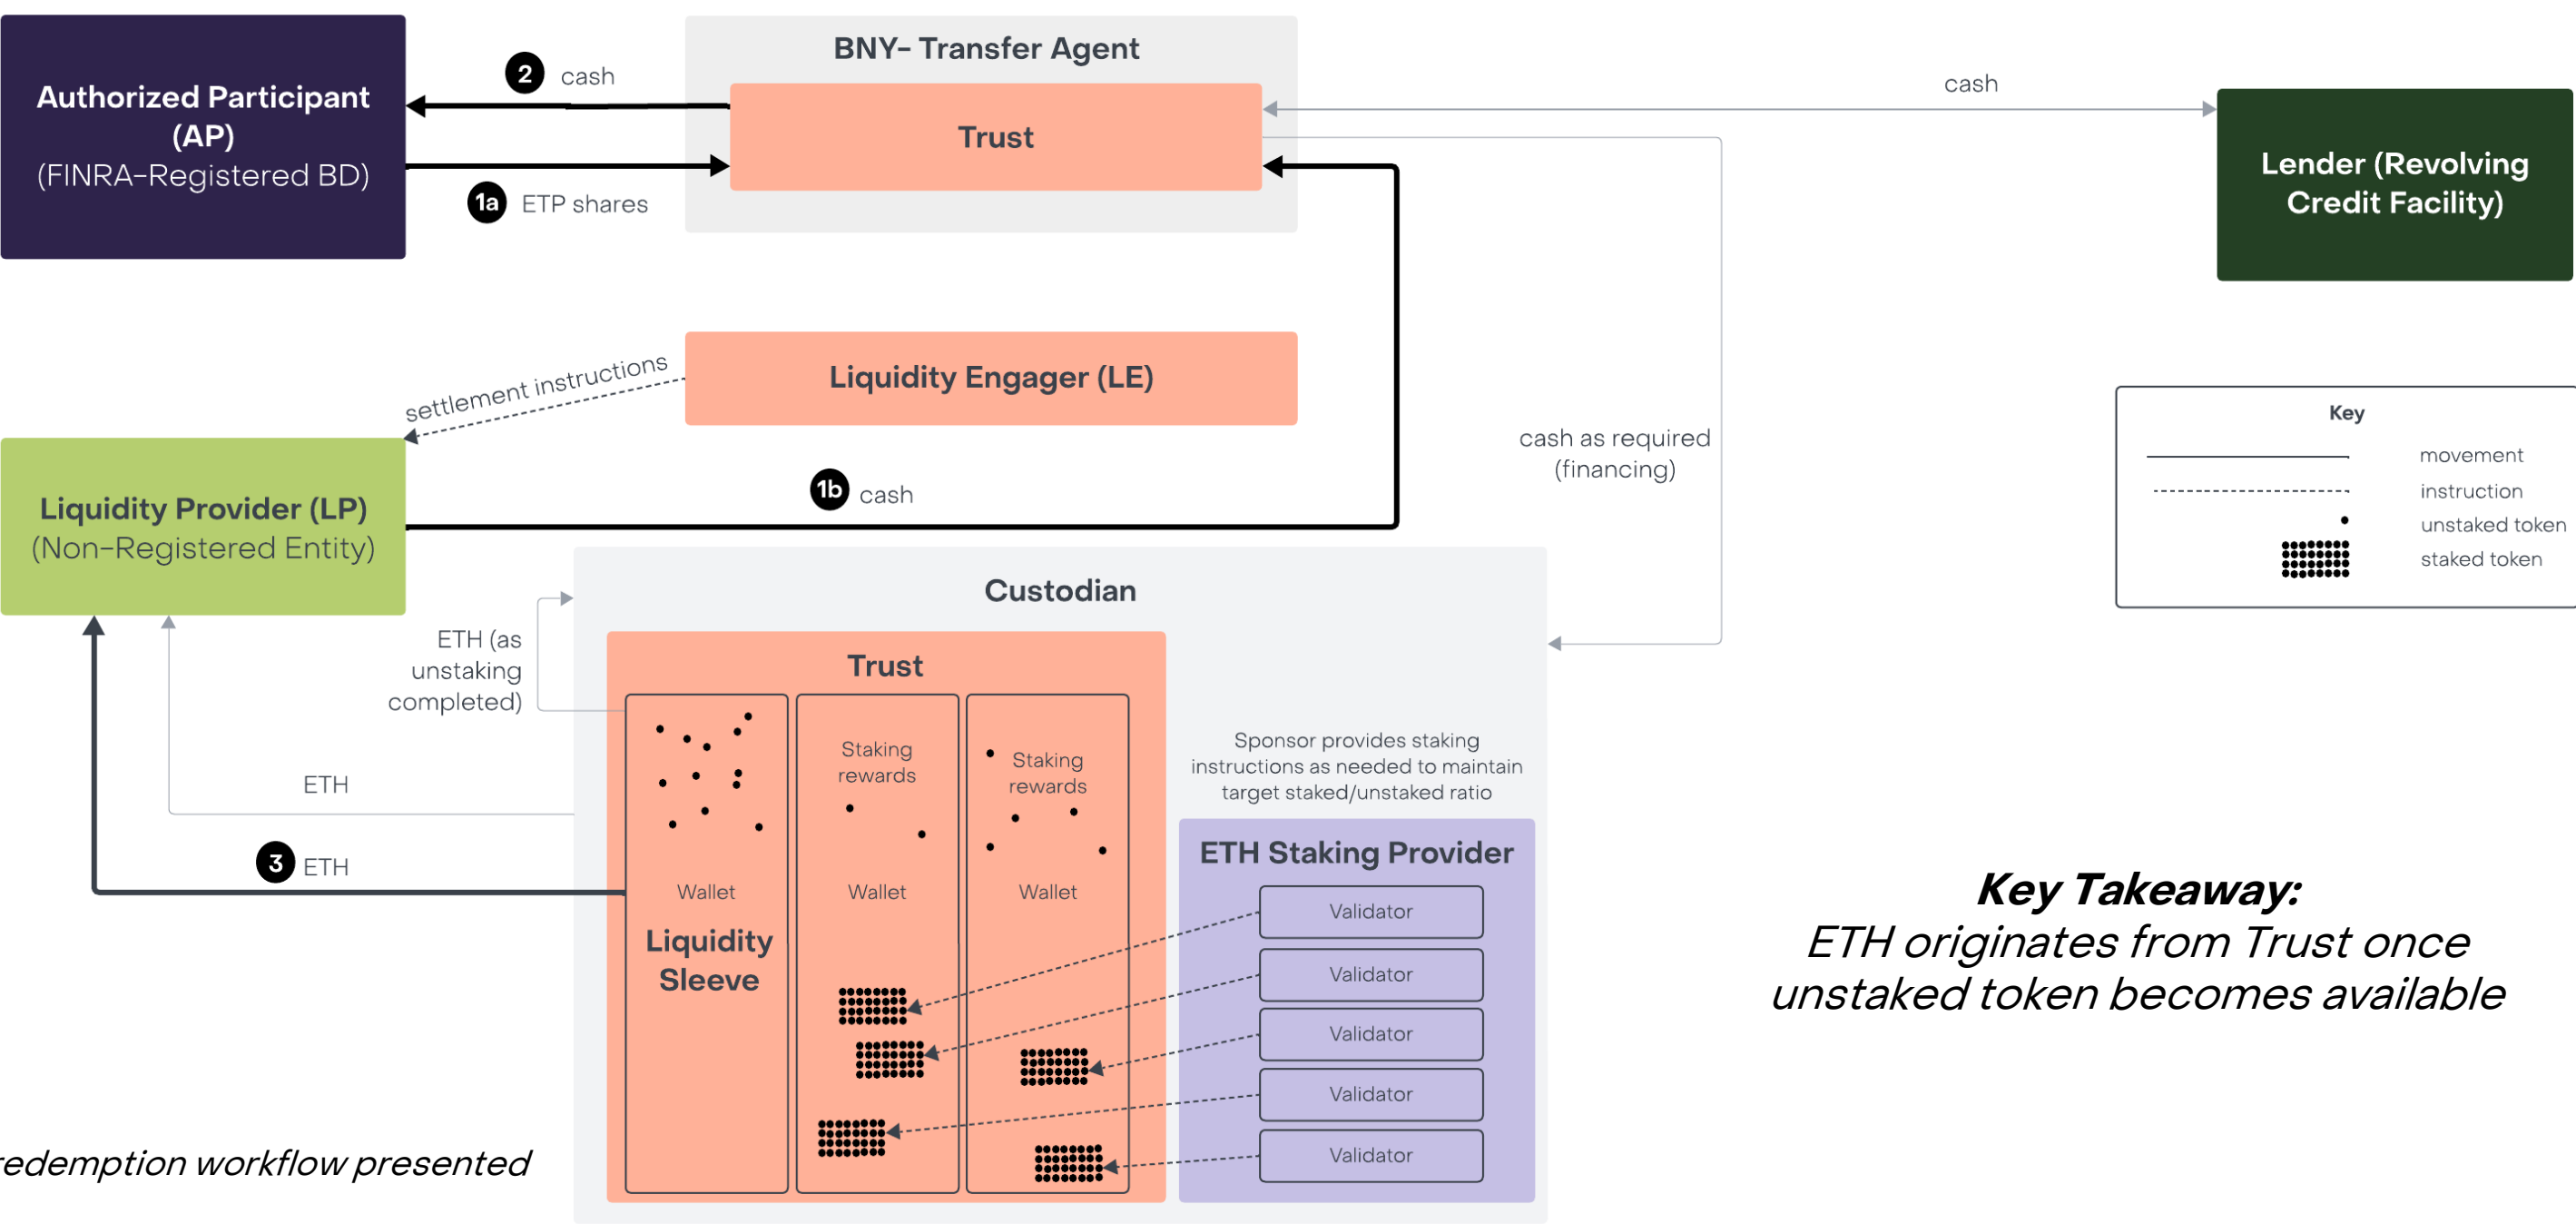 BNY- Transfer Agent
Authorized Participant
(AP)
(FINRA-Registered BD)
2 cash
1a ETP shares
Trust
cash
Lender (Revolving
Credit Facility)
Liquidity Engager (LE)
settlement instructions
Liquidity Provider (LP)
(Non-Registered Entity)
1b cash
cash as required
(financing)
Key
movement
instruction
unstaked token
staked token
Custodian
ETH (as
unstaking
completed)
ETH
3 ETH
Trust
Wallet
Liquidity
Sleeve
Staking
rewards
Wallet
Staking
rewards
Wallet
Sponsor provides staking
instructions as needed to maintain
target staked/unstaked ratio
ETH Staking Provider
Validator
Validator
Validator
Validator
Validator
Key Takeaway:
ETH originates from Trust once
unstaked token becomes available
redemption workflow presented